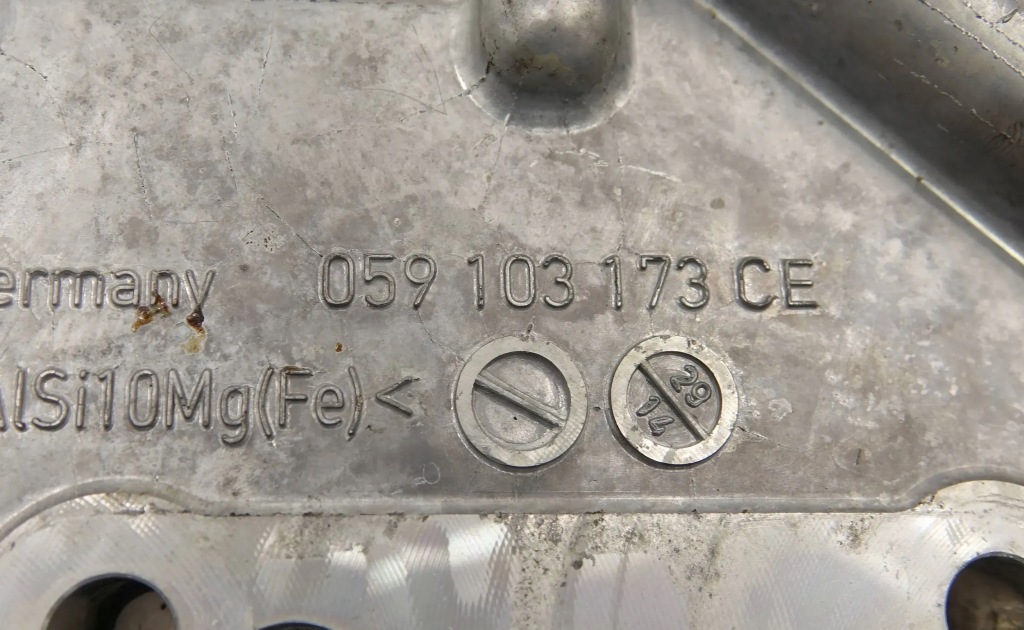 ermany 059 103 173 CE
AlSi10Mg(Fe)<
29
14